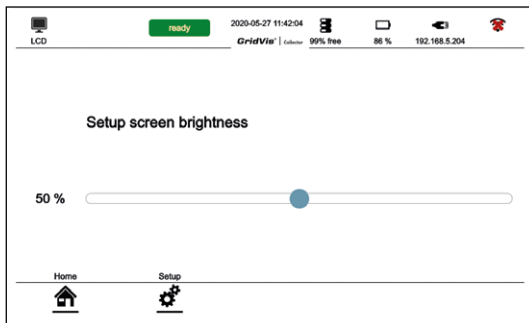 LCD
ready
2020-05-27 11:42:04
GridVis® | Collector
99% free
86 %
192.168.5.204
Setup screen brightness
50 %
Home
Setup